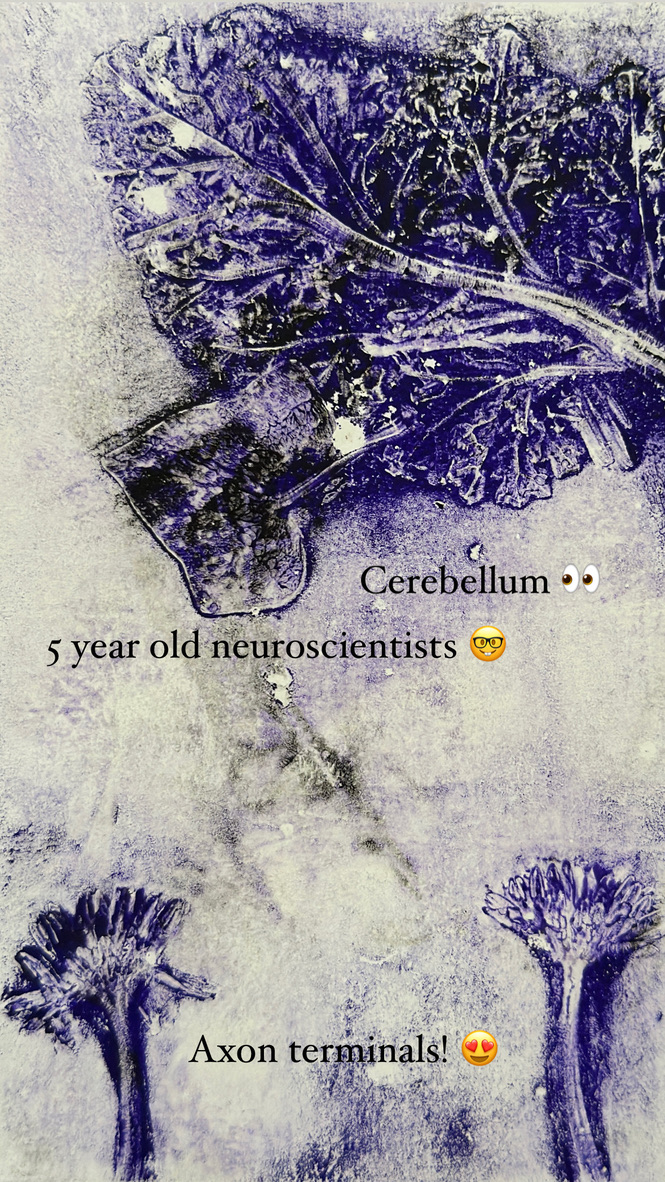 Cerebellum 👀
5 year old neuroscientists 🤓
Axon terminals! 😍